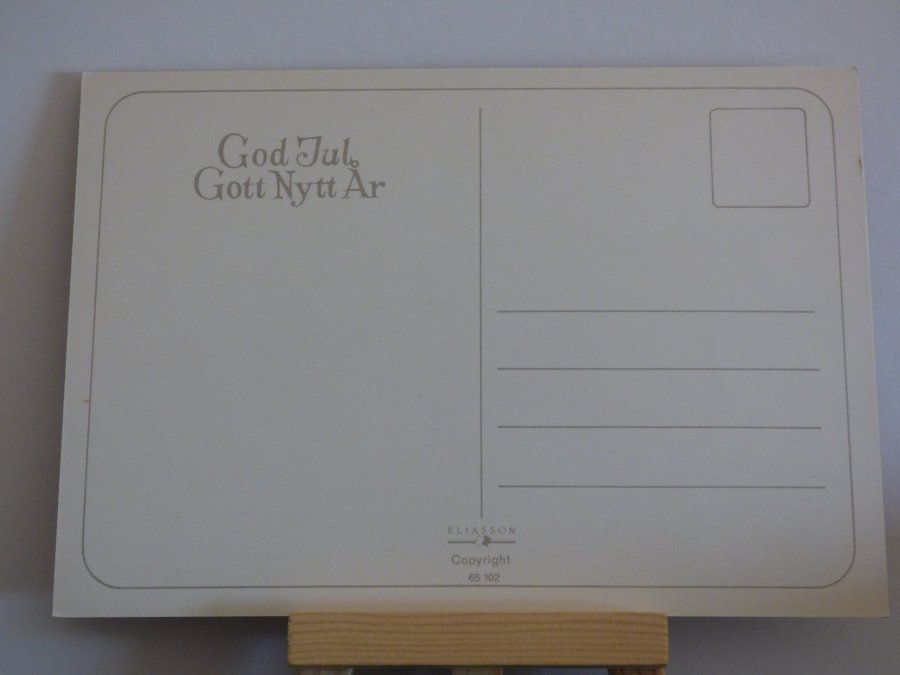 God Jul
Gott Nytt År
ELIASSON
Copyright
65 102